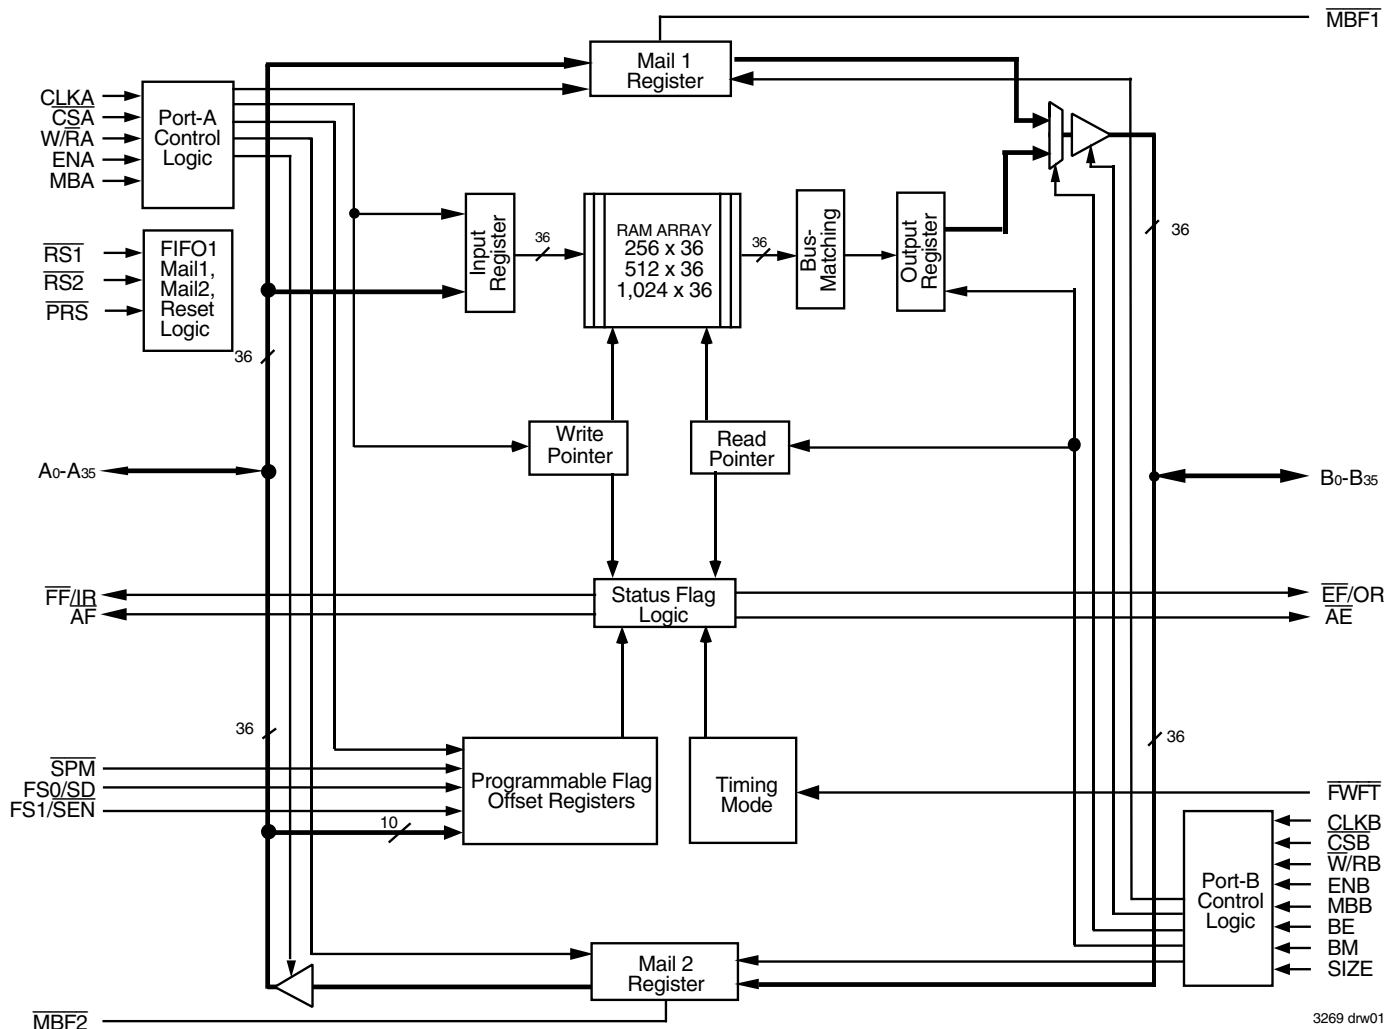 MBF1
Mail 1
Register
CLKA
CSA
W/RA
ENA
MBA
Port-A
Control
Logic
RS1
RS2
PRS
FIFO1
Mail1,
Mail2,
Reset
Logic
36
Input
Register
36
RAM ARRAY
256 x 36
512 x 36
1,024 x 36
36
Bus-
Matching
Output
Register
36
Write
Pointer
Read
Pointer
A0-A35
B0-B35
FF/IR
AF
Status Flag
Logic
EF/OR
AE
36
36
SPM
FS0/SD
FS1/SEN
10
Programmable Flag
Offset Registers
Timing
Mode
FWFT
CLKB
CSB
W/RB
ENB
MBB
BE
BM
SIZE
Port-B
Control
Logic
Mail 2
Register
MBF2
3269 drw01